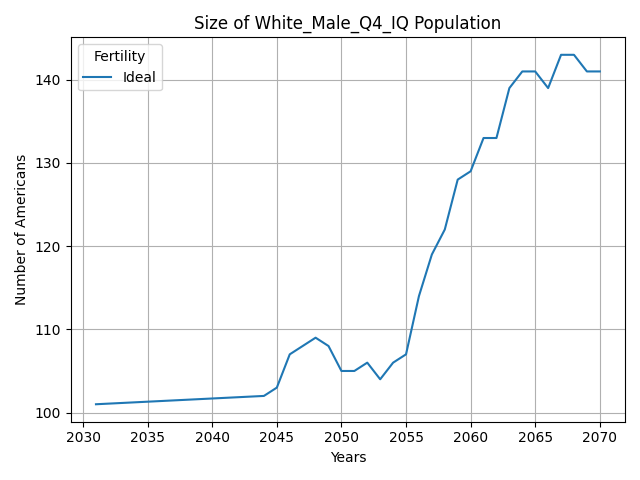 Size of White_Male_Q4_IQ Population
Fertility
Ideal
Number of Americans
140
130
120
110
100
2030 2035 2040 2045 2050 2055 2060 2065 2070
Years